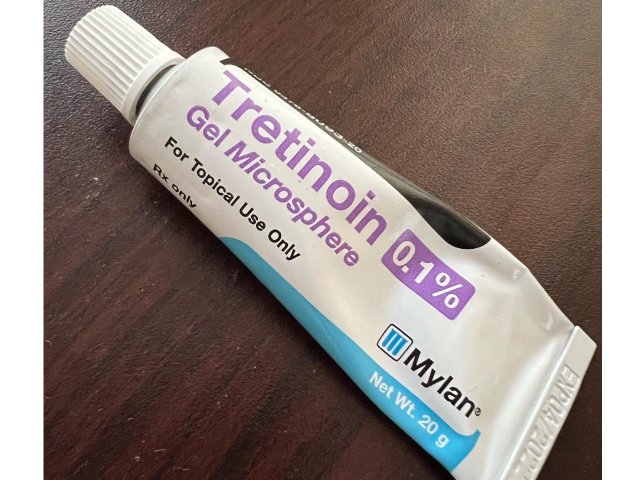 Tretinoin
Gel Microsphere
0.1%
For Topical Use Only
Rx only
Mylan®
Net Wt. 20 g